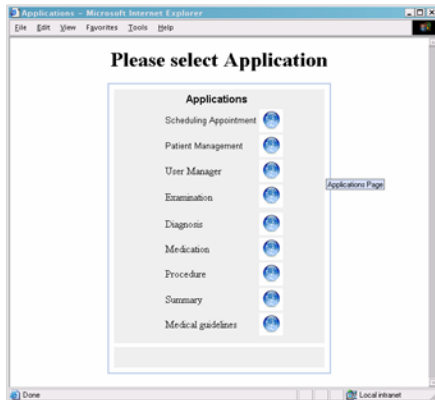 Applications - Microsoft Internet Explorer
File Edit View Favorites Tools Help
Please select Application
Applications
Scheduling Appointment
Patient Management
User Manager
Applications Page
Examination
Diagnosis
Medication
Procedure
Summary
Medical guidelines
Done Local intranet